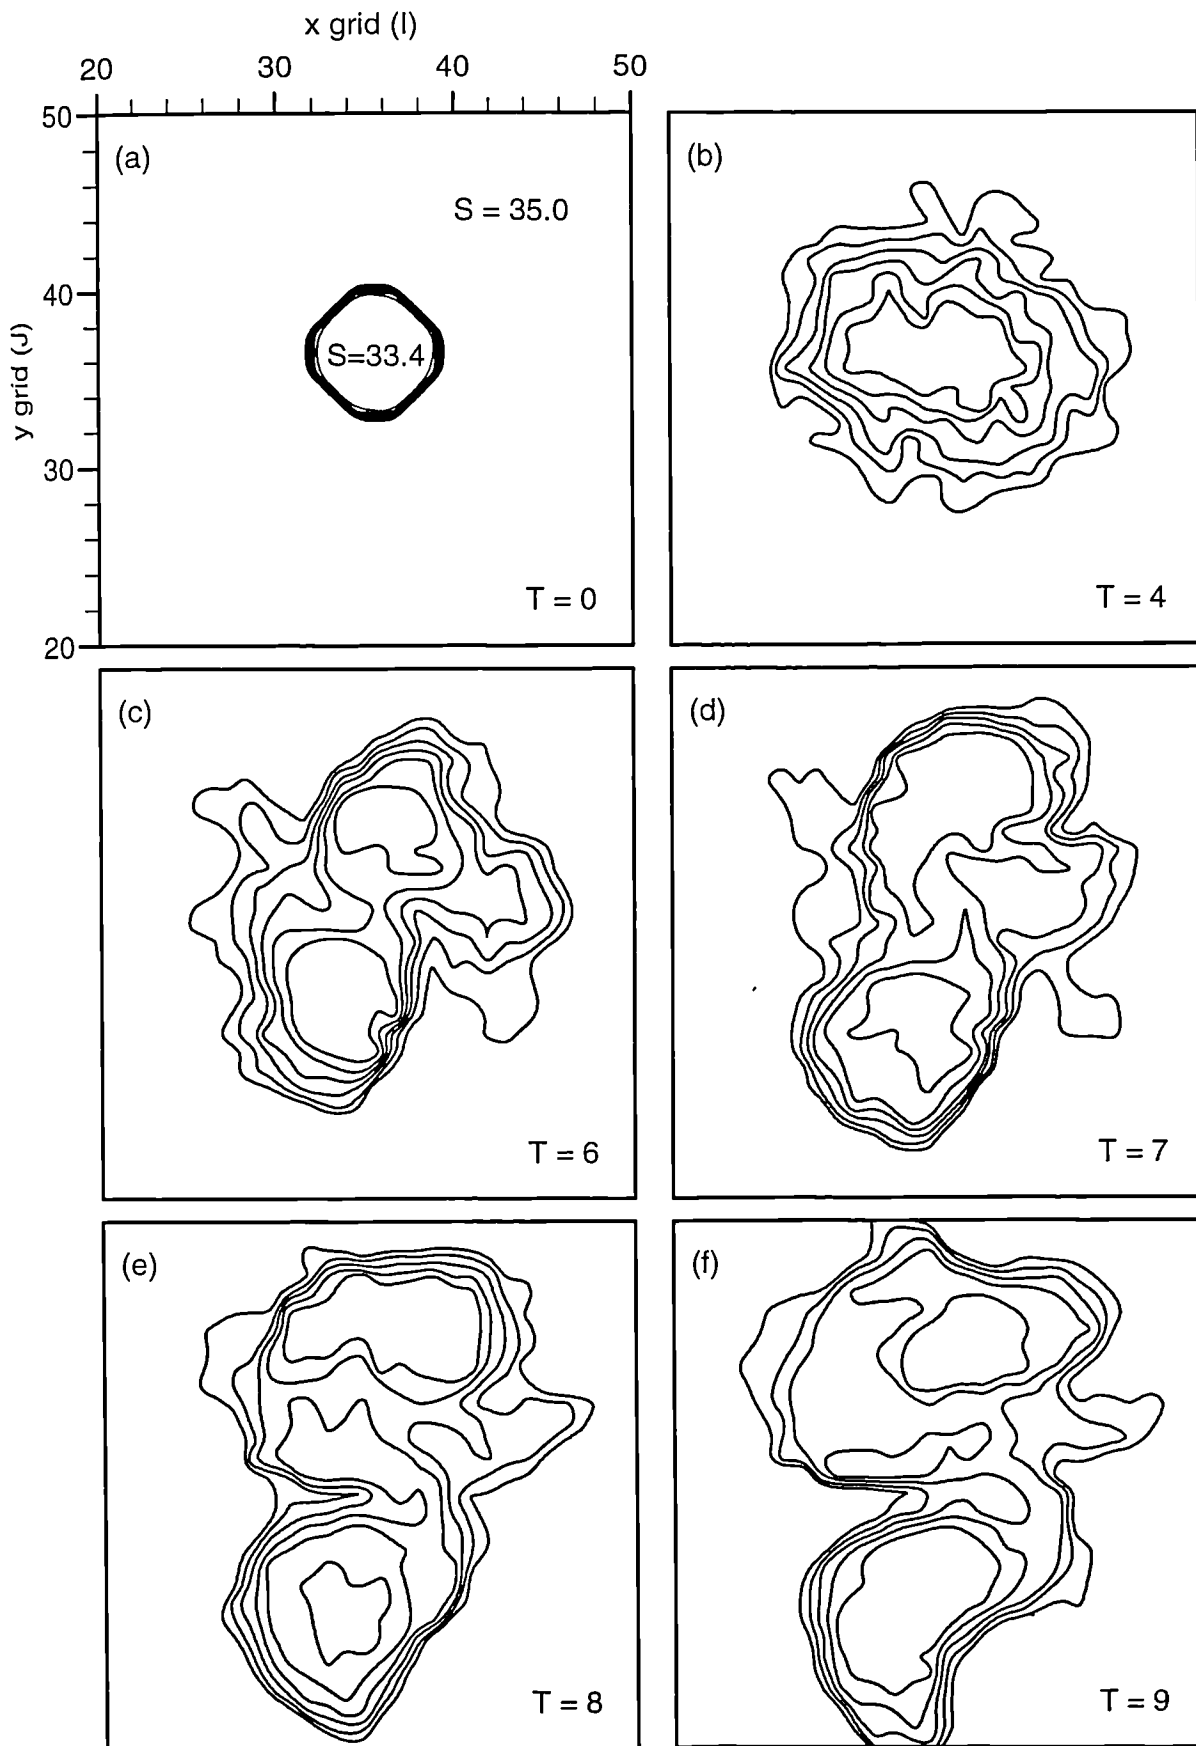 x grid (I)
20 30 40 50
50
(a)
(b)
S = 35.0
40
y grid (J)
S=33.4
30
T = 0
T = 4
20
(c)
(d)
T = 6
T = 7
(e)
(f)
T = 8
T = 9